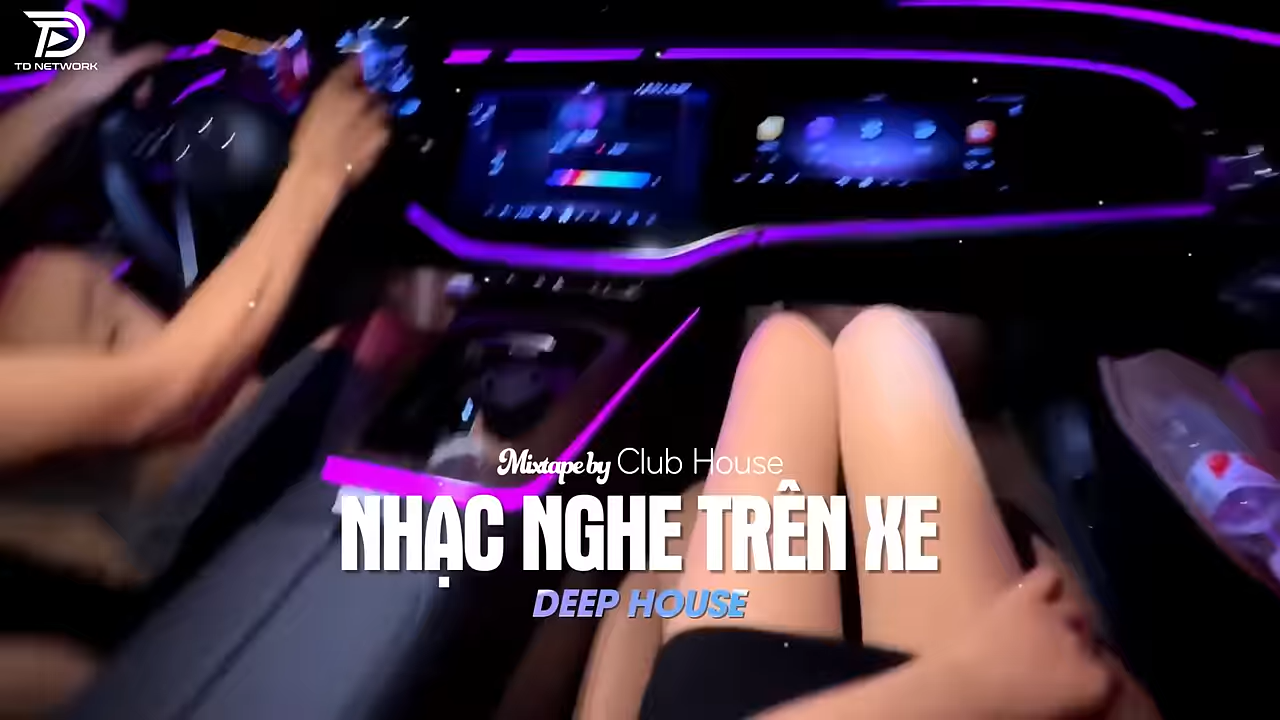 TD NETWORK
Mixtape by Club House
NHẠC NGHE TRÊN XE
DEEP HOUSE